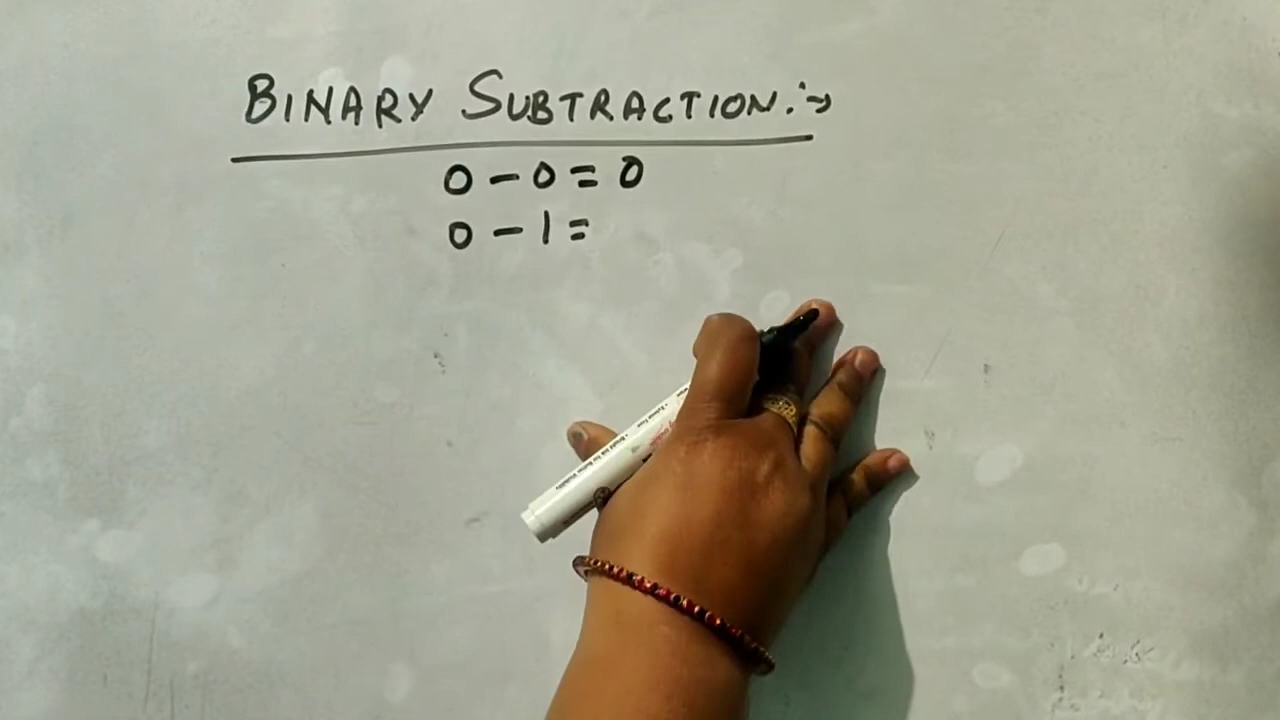 BINARY SUBTRACTION :→
0 - 0 = 0
0 - 1 =